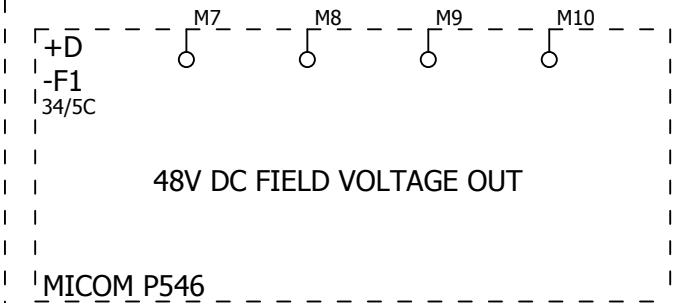 M7 M8 M9 M10
+D
-F1
34/5C
48V DC FIELD VOLTAGE OUT
MICOM P546